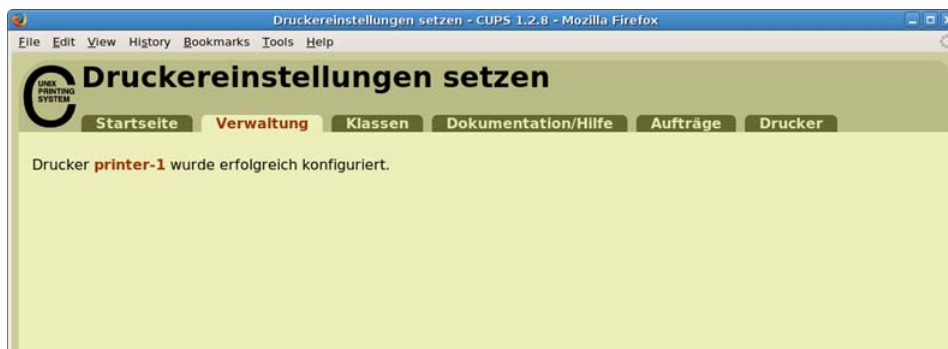 Druckereinstellungen setzen - CUPS 1.2.8 - Mozilla Firefox
File Edit View History Bookmarks Tools Help
UNIX
PRINTING
SYSTEM
Druckereinstellungen setzen
Startseite Verwaltung Klassen Dokumentation/Hilfe Aufträge Drucker
Drucker printer-1 wurde erfolgreich konfiguriert.